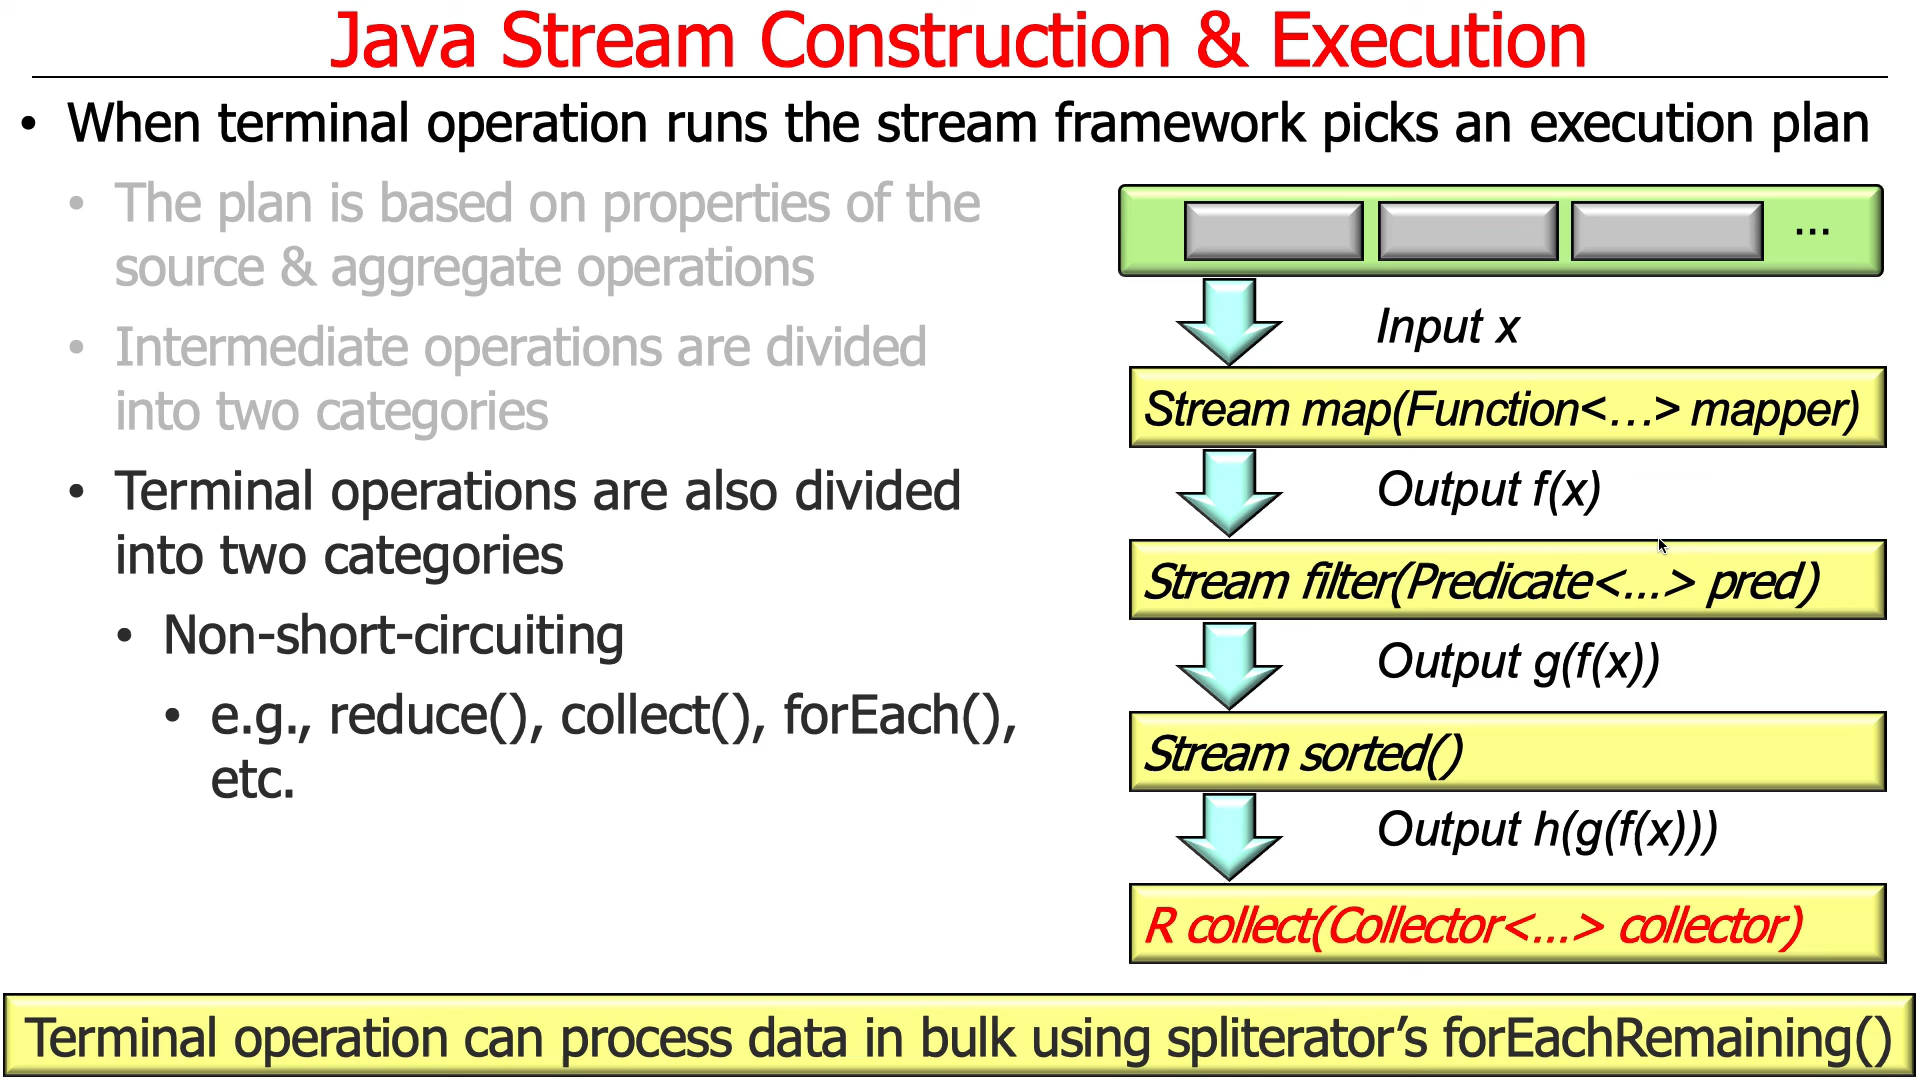 Java Stream Construction & Execution
• When terminal operation runs the stream framework picks an execution plan
• The plan is based on properties of the
source & aggregate operations
• Intermediate operations are divided
into two categories
• Terminal operations are also divided
into two categories
• Non-short-circuiting
• e.g., reduce(), collect(), forEach(),
etc.
...
Input x
Stream map(Function<…> mapper)
Output f(x)
Stream filter(Predicate<...> pred)
Output g(f(x))
Stream sorted()
Output h(g(f(x)))
R collect(Collector<...> collector)
Terminal operation can process data in bulk using spliterator’s forEachRemaining()